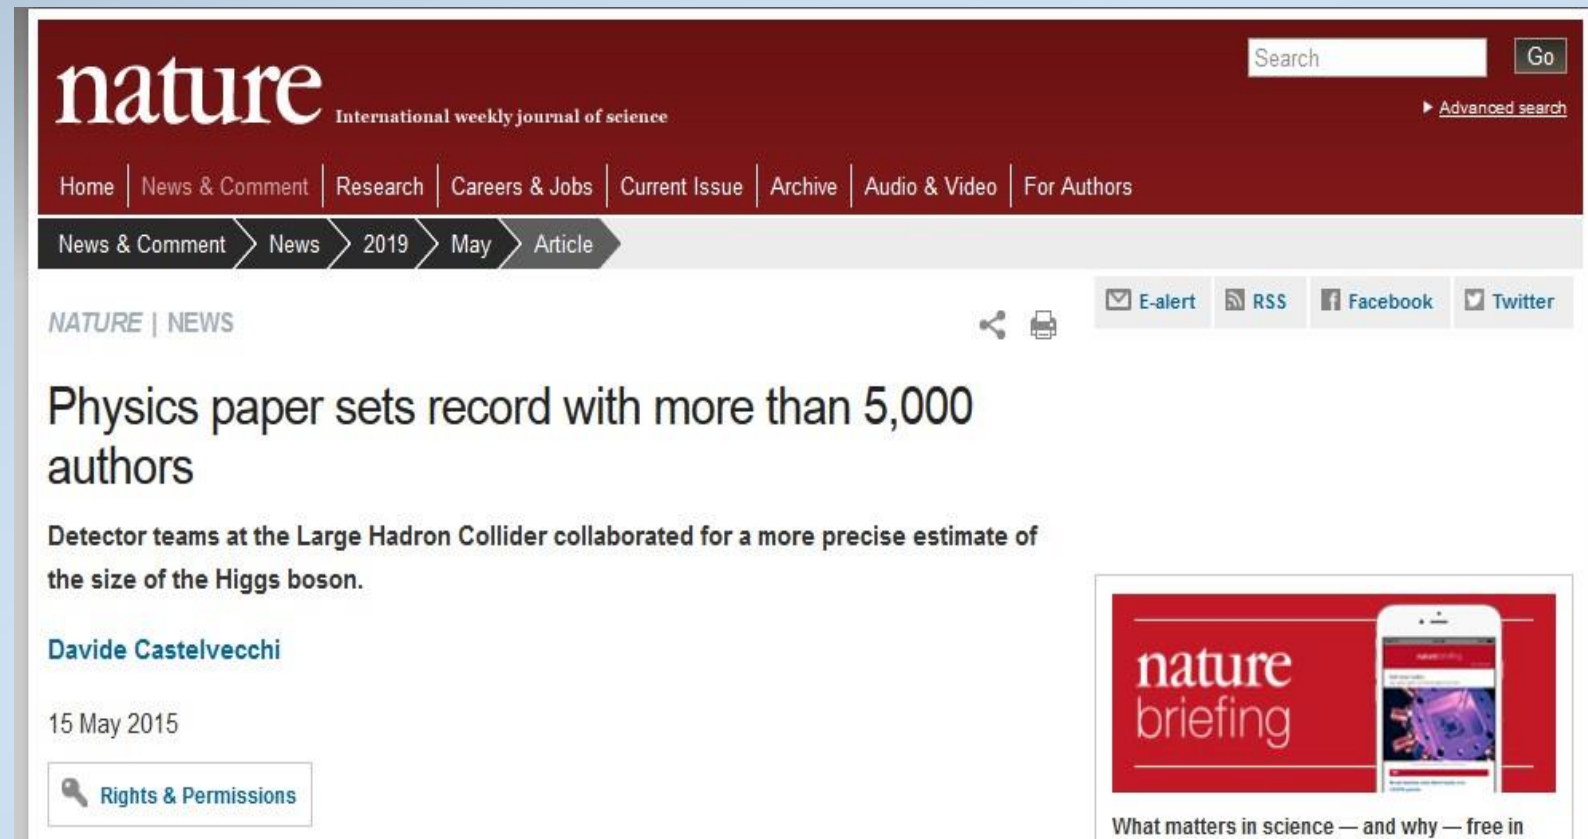 nature International weekly journal of science
Search Go
Advanced search
Home News & Comment Research Careers & Jobs Current Issue Archive Audio & Video For Authors
News & Comment News 2019 May Article
NATURE | NEWS
E-alert RSS Facebook Twitter
Physics paper sets record with more than 5,000
authors
Detector teams at the Large Hadron Collider collaborated for a more precise estimate of
the size of the Higgs boson.
Davide Castelvecchi
15 May 2015
Rights & Permissions
nature
briefing
What matters in science — and why — free in